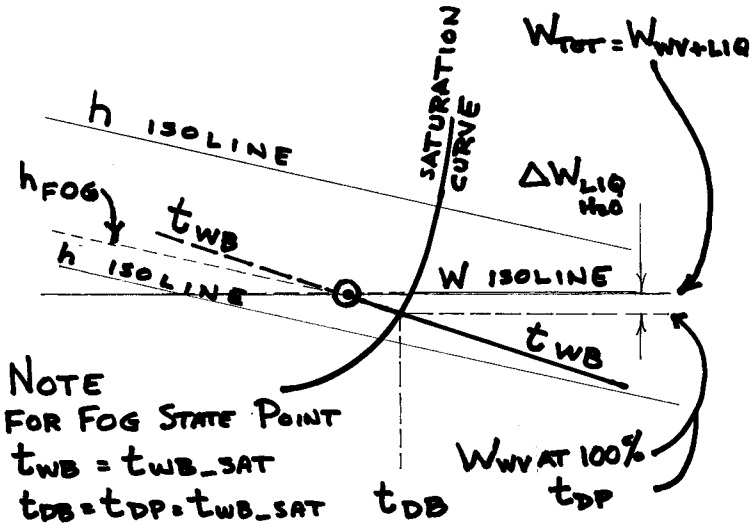 SATURATION
CURVE
W_TOT = W_WV+LIQ
h ISOLINE
ΔW_LIQ
H2O
h_FOG
t_WB
h ISOLINE
W ISOLINE
t_WB
NOTE
FOR FOG STATE POINT
t_WB = t_WB_SAT
t_DB = t_DP = t_WB_SAT
t_DB
W_WV AT 100%
t_DP